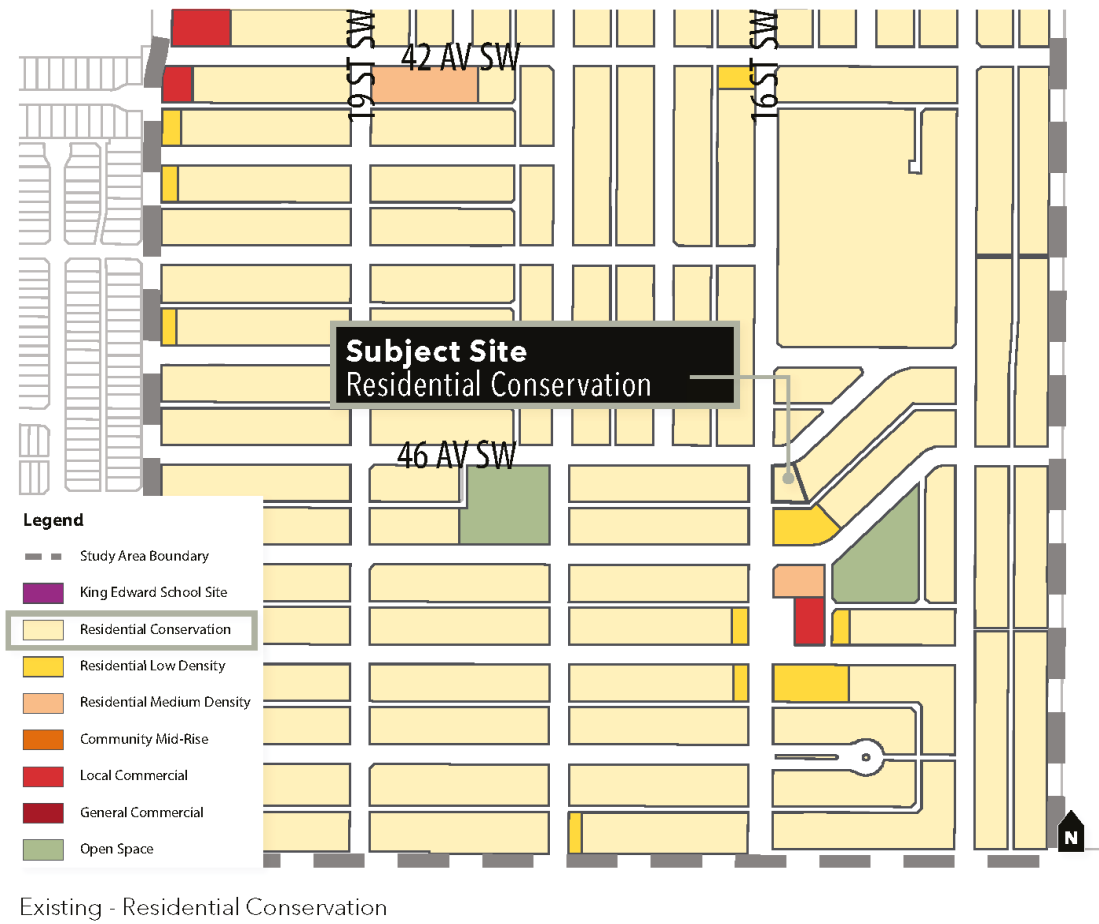 19 ST SW
42 AV SW
16 ST SW
Subject Site
Residential Conservation
46 AV SW
Legend
Study Area Boundary
King Edward School Site
Residential Conservation
Residential Low Density
Residential Medium Density
Community Mid-Rise
Local Commercial
General Commercial
Open Space
N
Existing - Residential Conservation